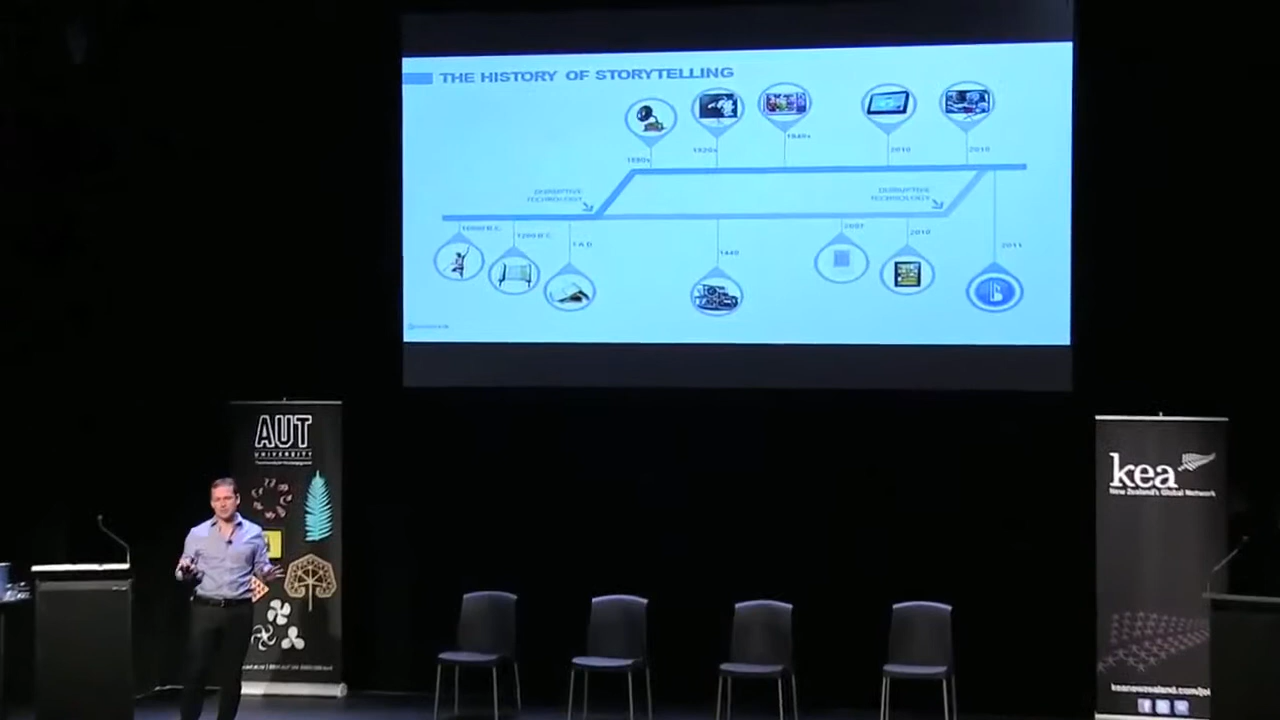 THE HISTORY OF STORYTELLING
1880s
1920s
1940s
2010
2010
DISRUPTIVE
TECHNOLOGY
DISRUPTIVE
TECHNOLOGY
1200 B.C.
1 A.D.
1440
2007
2010
2011
AUT
UNIVERSITY
kea
New Zealand's Global Network